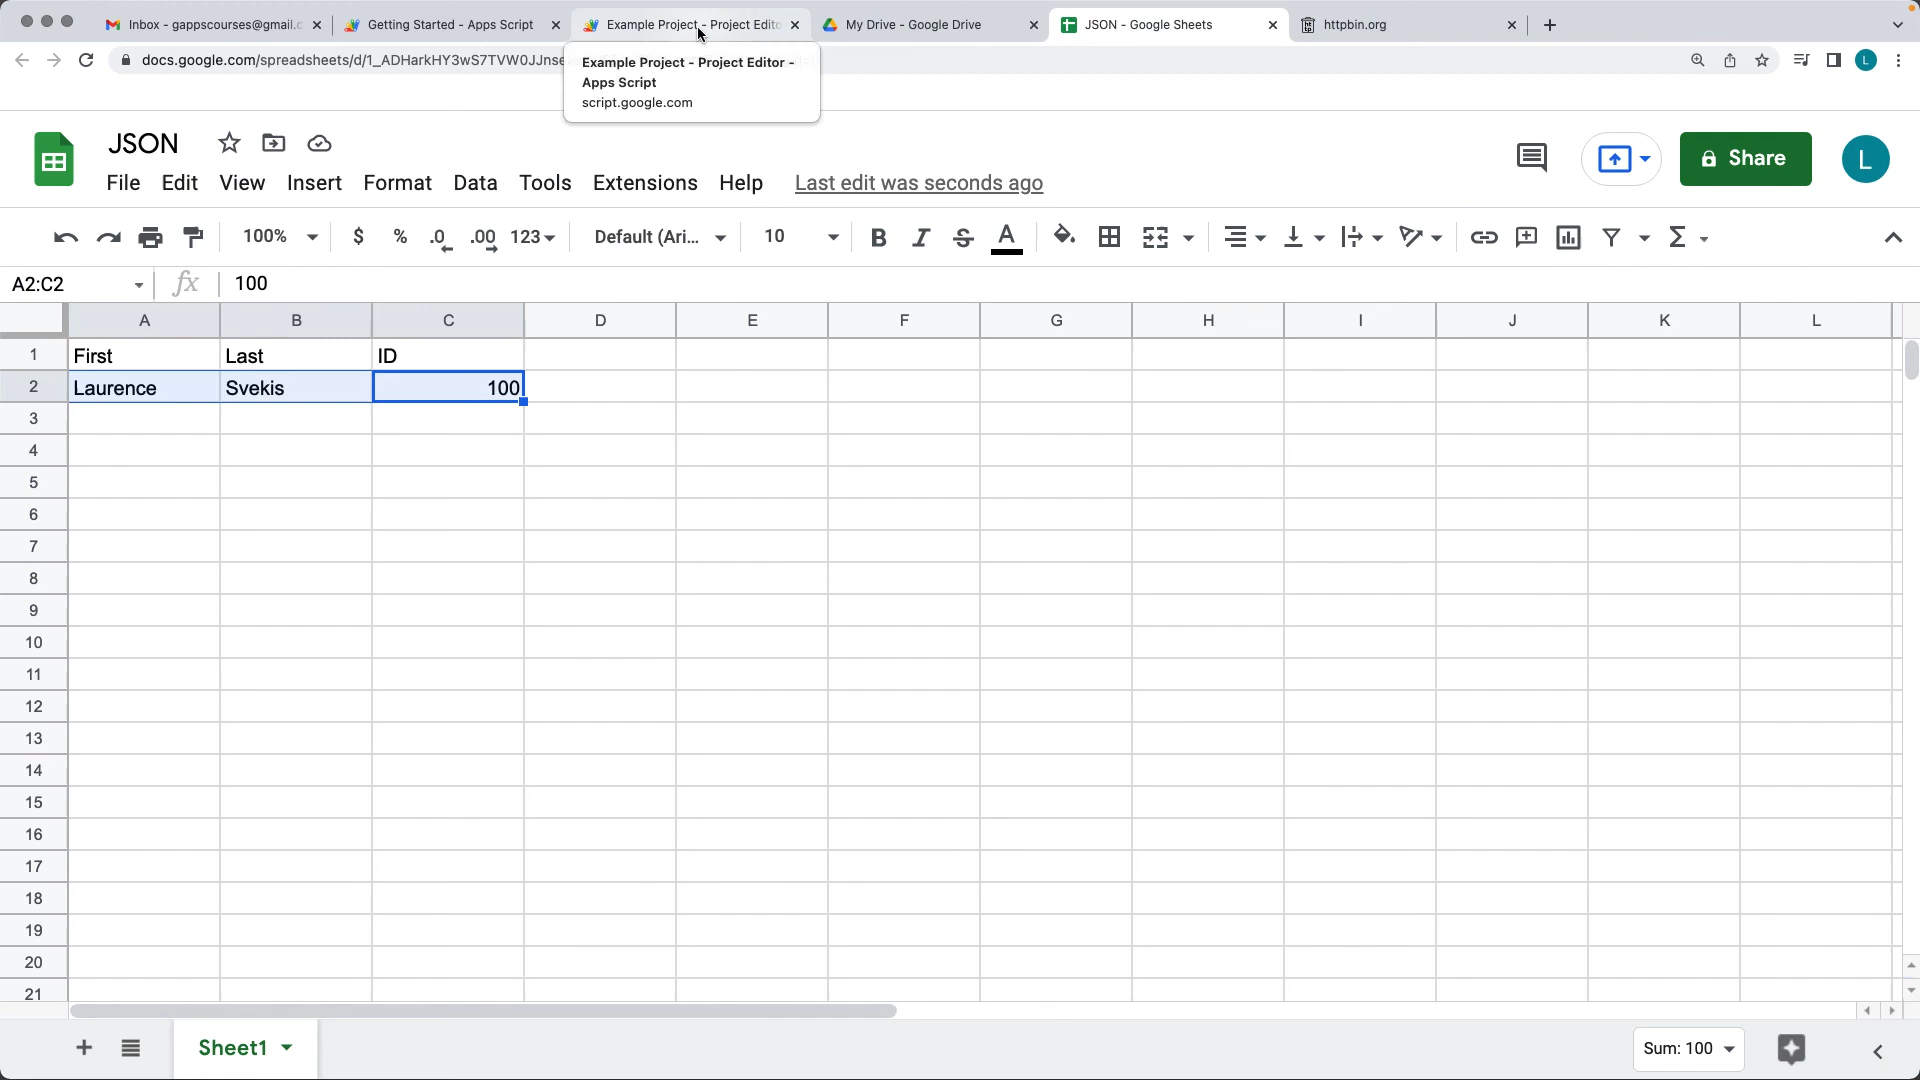 Inbox - gappscourses@gmail.c
Getting Started - Apps Script
Example Project - Project Edito
My Drive - Google Drive
JSON - Google Sheets
httpbin.org
docs.google.com/spreadsheets/d/1_ADHarkHY3wS7TVW0JJnse
L
Example Project - Project Editor -
Apps Script
script.google.com
JSON
Share
L
File Edit View Insert Format Data Tools Extensions Help Last edit was seconds ago
100% $ % .0 .00 123 Default (Ari... 10 B I S A Σ
A2:C2 fx 100
A B C D E F G H I J K L
1 First Last ID
2 Laurence Svekis 100
3
4
5
6
7
8
9
10
11
12
13
14
15
16
17
18
19
20
21
Sheet1
Sum: 100